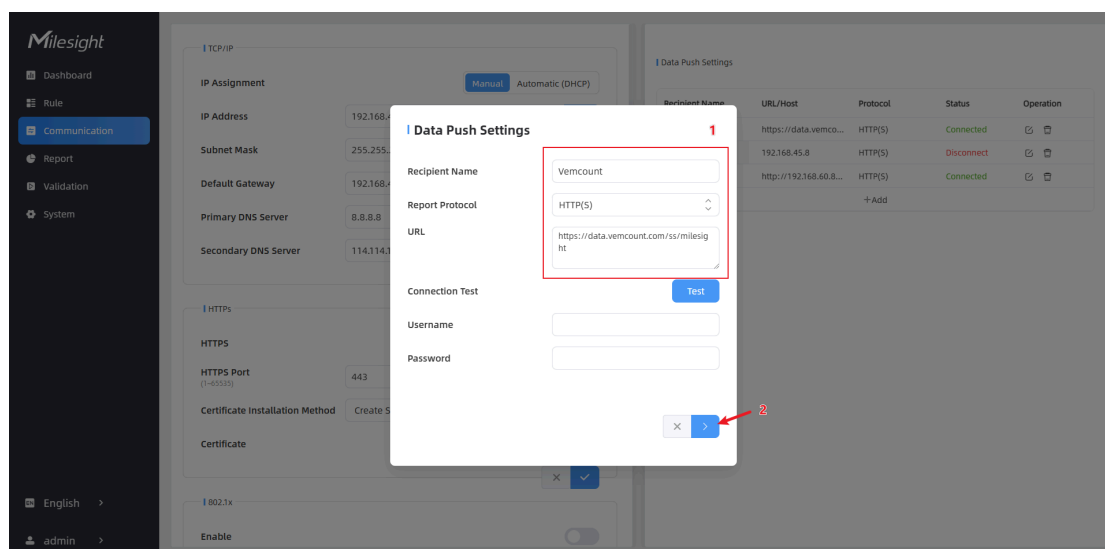 Milesight
Dashboard
Rule
Communication
Report
Validation
System
English
admin
TCP/IP
IP Assignment
Manual
Automatic (DHCP)
IP Address
192.168.4
Subnet Mask
255.255.
Default Gateway
192.168.4
Primary DNS Server
8.8.8.8
Secondary DNS Server
114.114.1
HTTPs
HTTPS
HTTPS Port
443
(1~65535)
Certificate Installation Method
Create S
Certificate
802.1x
Enable
Data Push Settings
1
Recipient Name
Vemcount
Report Protocol
HTTP(S)
URL
https://data.vemcount.com/ss/milesig
ht
Connection Test
Test
Username
Password
2
Data Push Settings
Recipient Name URL/Host Protocol Status Operation
https://data.vemco... HTTP(S) Connected
192.168.45.8 HTTP(S) Disconnect
http://192.168.60.8... HTTP(S) Connected
+Add